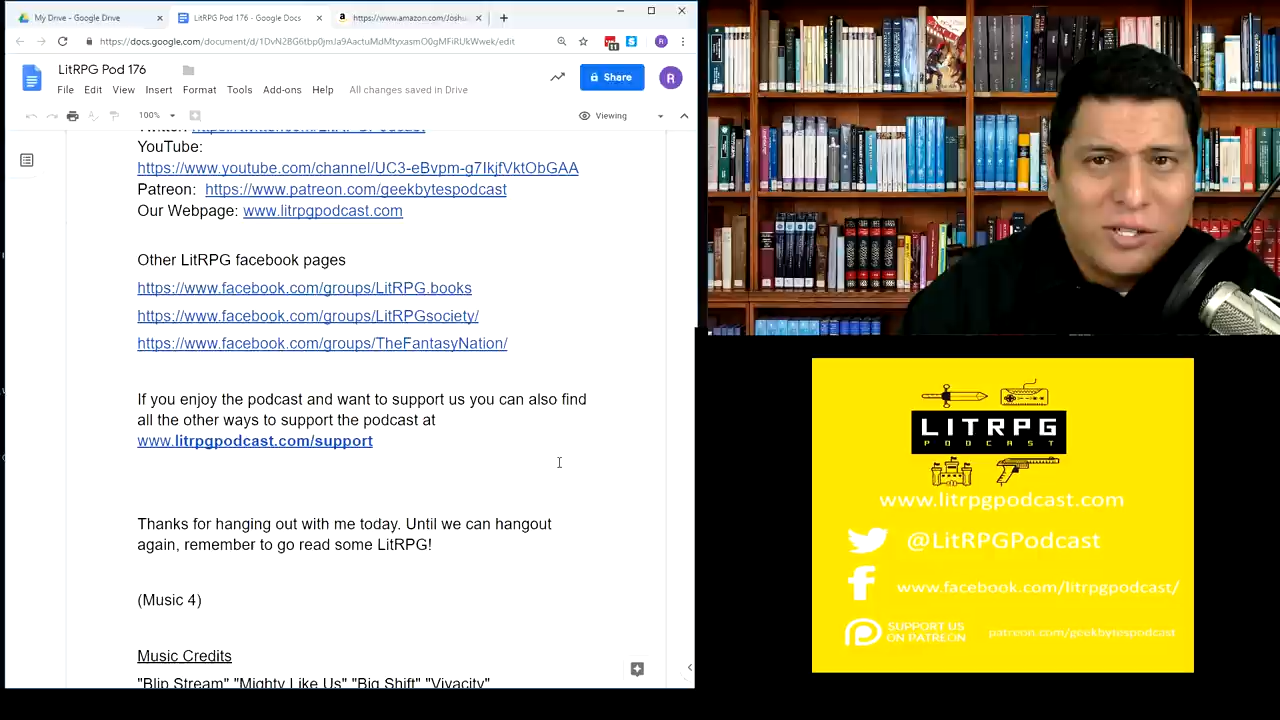 My Drive - Google Drive
LitRPG Pod 176 - Google Docs
https://www.amazon.com/Joshu
https://docs.google.com/document/d/1DvN2BG6tbp0jmJa9AactuMdMtyxasmO0gMFiRUkWwek/edit
LitRPG Pod 176
Share
R
File Edit View Insert Format Tools Add-ons Help All changes saved in Drive
100%
Viewing
YouTube:
https://www.youtube.com/channel/UC3-eBvpm-g7IkjfVktObGAA
Patreon: https://www.patreon.com/geekbytespodcast
Our Webpage: www.litrpgpodcast.com
Other LitRPG facebook pages
https://www.facebook.com/groups/LitRPG.books
https://www.facebook.com/groups/LitRPGsociety/
https://www.facebook.com/groups/TheFantasyNation/
If you enjoy the podcast and want to support us you can also find
all the other ways to support the podcast at
www.litrpgpodcast.com/support
Thanks for hanging out with me today. Until we can hangout
again, remember to go read some LitRPG!
(Music 4)
Music Credits
"Blip Stream" "Mighty Like Us" "Big Shift" "Vivacity"
LITRPG
PODCAST
www.litrpgpodcast.com
@LitRPGPodcast
www.facebook.com/litrpgpodcast/
SUPPORT US
ON PATREON
patreon.com/geekbytespodcast